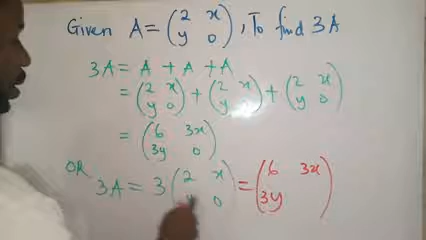 Given A = (2 x
y 0), To find 3A
3A = A + A + A
= (2 x
y 0) + (2 x
y 0) + (2 x
y 0)
= (6 3x
3y 0)
OR
3A = 3 (2 x
0) = (6 3x
3y )